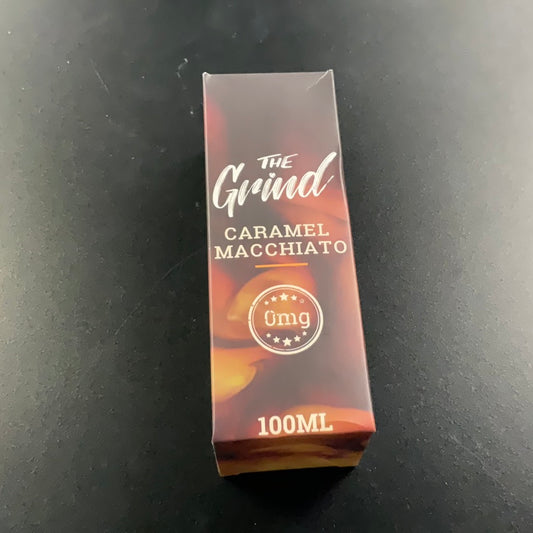 THE
Grind
CARAMEL
MACCHIATO
0mg
100ML